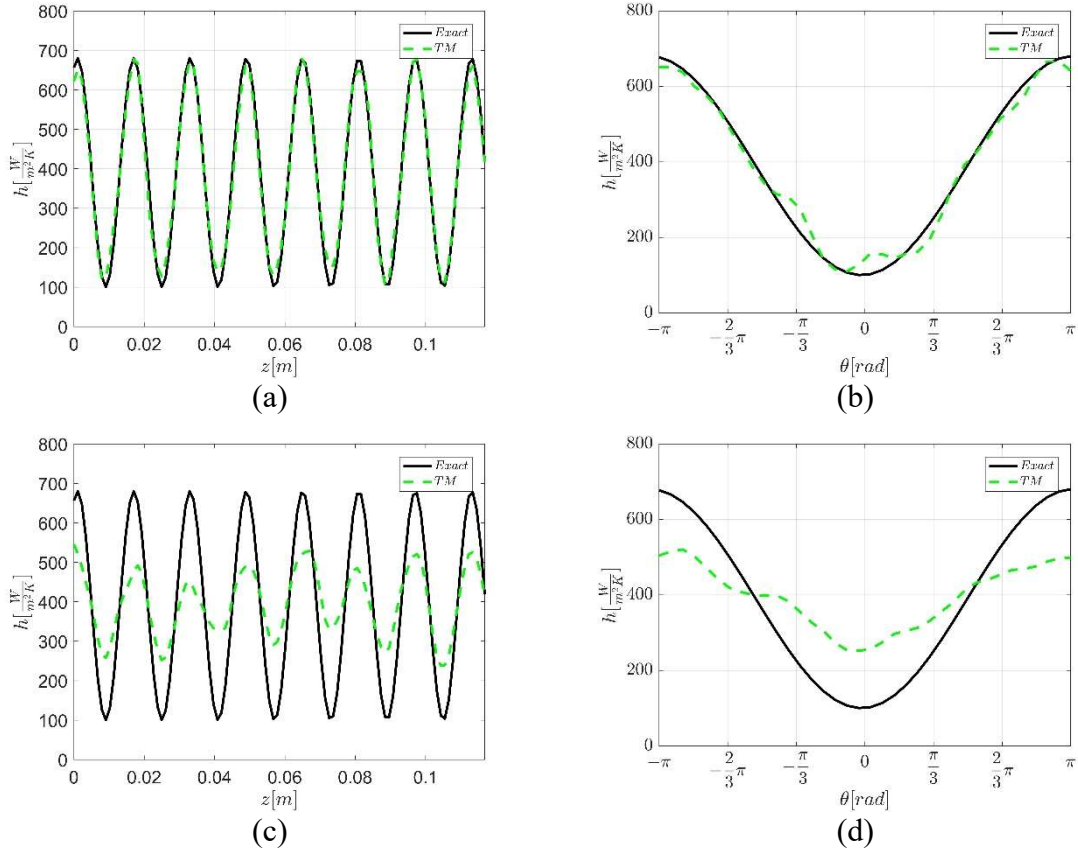 800
700
600
500
400
300
200
100
0
h[W/m²K]
Exact
TM
0 0.02 0.04 0.06 0.08 0.1
z[m]
(a)
800
600
400
200
0
h[W/m²K]
Exact
TM
−π −2/3π −π/3 0 π/3 2/3π π
θ[rad]
(b)
800
700
600
500
400
300
200
100
0
h[W/m²K]
Exact
TM
0 0.02 0.04 0.06 0.08 0.1
z[m]
(c)
800
600
400
200
0
h[W/m²K]
Exact
TM
−π −2/3π −π/3 0 π/3 2/3π π
θ[rad]
(d)